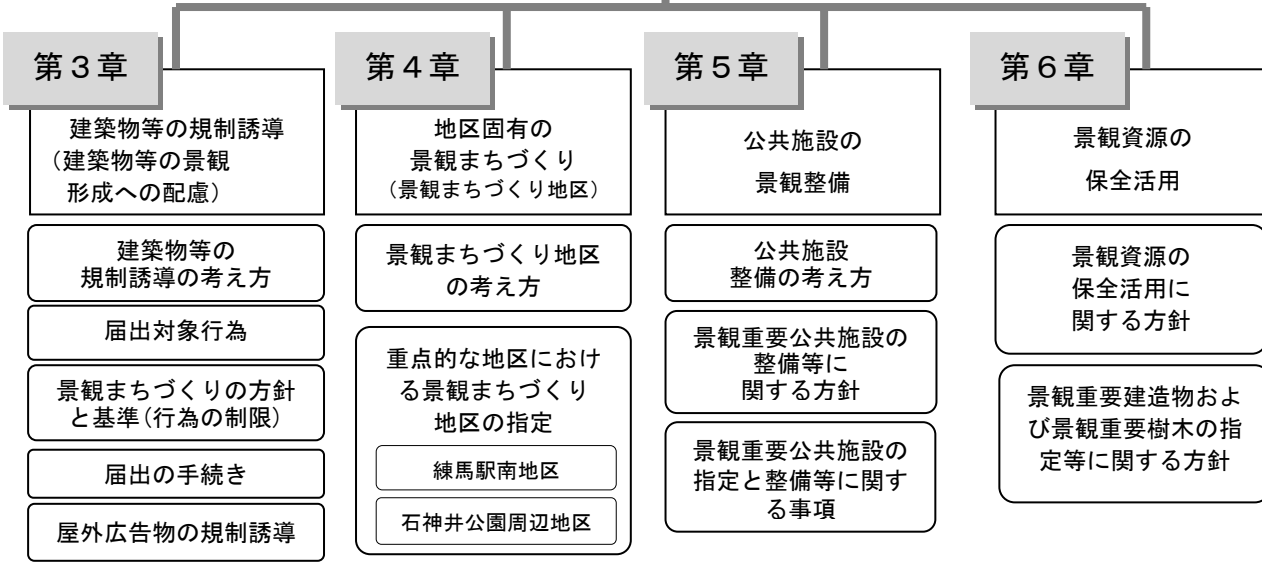 第３章
建築物等の規制誘導
（建築物等の景観
形成への配慮）
建築物等の
規制誘導の考え方
届出対象行為
景観まちづくりの方針
と基準（行為の制限）
届出の手続き
屋外広告物の規制誘導
第４章
地区固有の
景観まちづくり
（景観まちづくり地区）
景観まちづくり地区
の考え方
重点的な地区におけ
る景観まちづくり
地区の指定
練馬駅南地区
石神井公園周辺地区
第５章
公共施設の
景観整備
公共施設
整備の考え方
景観重要公共施設の
整備等に
関する方針
景観重要公共施設の
指定と整備等に関す
る事項
第６章
景観資源の
保全活用
景観資源の
保全活用に
関する方針
景観重要建造物およ
び景観重要樹木の指
定等に関する方針